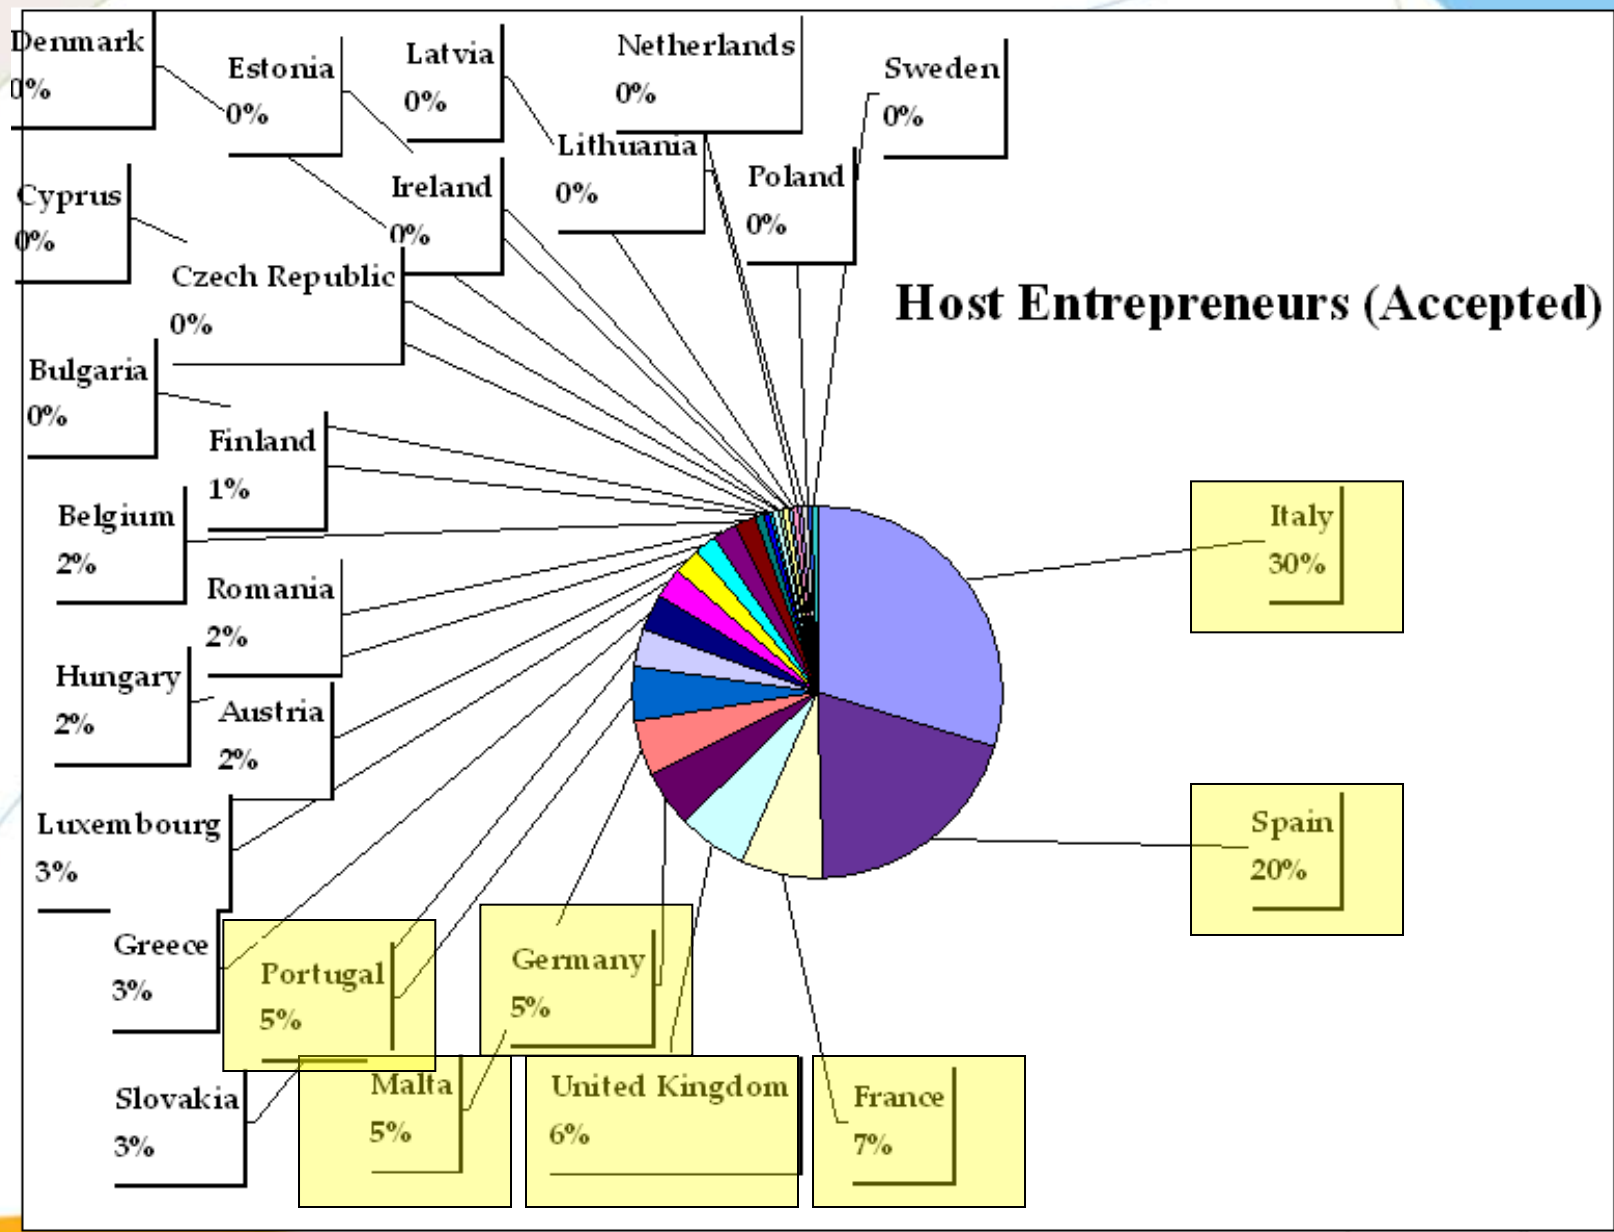 Denmark
0%
Estonia
0%
Latvia
0%
Netherlands
0%
Sweden
0%
Cyprus
0%
Ireland
0%
Lithuania
0%
Poland
0%
Czech Republic
0%
Host Entrepreneurs (Accepted)
Bulgaria
0%
Finland
1%
Belgium
2%
Italy
30%
Romania
2%
Hungary
2%
Austria
2%
Luxembourg
3%
Spain
20%
Greece
3%
Portugal
5%
Germany
5%
Slovakia
3%
Malta
5%
United Kingdom
6%
France
7%